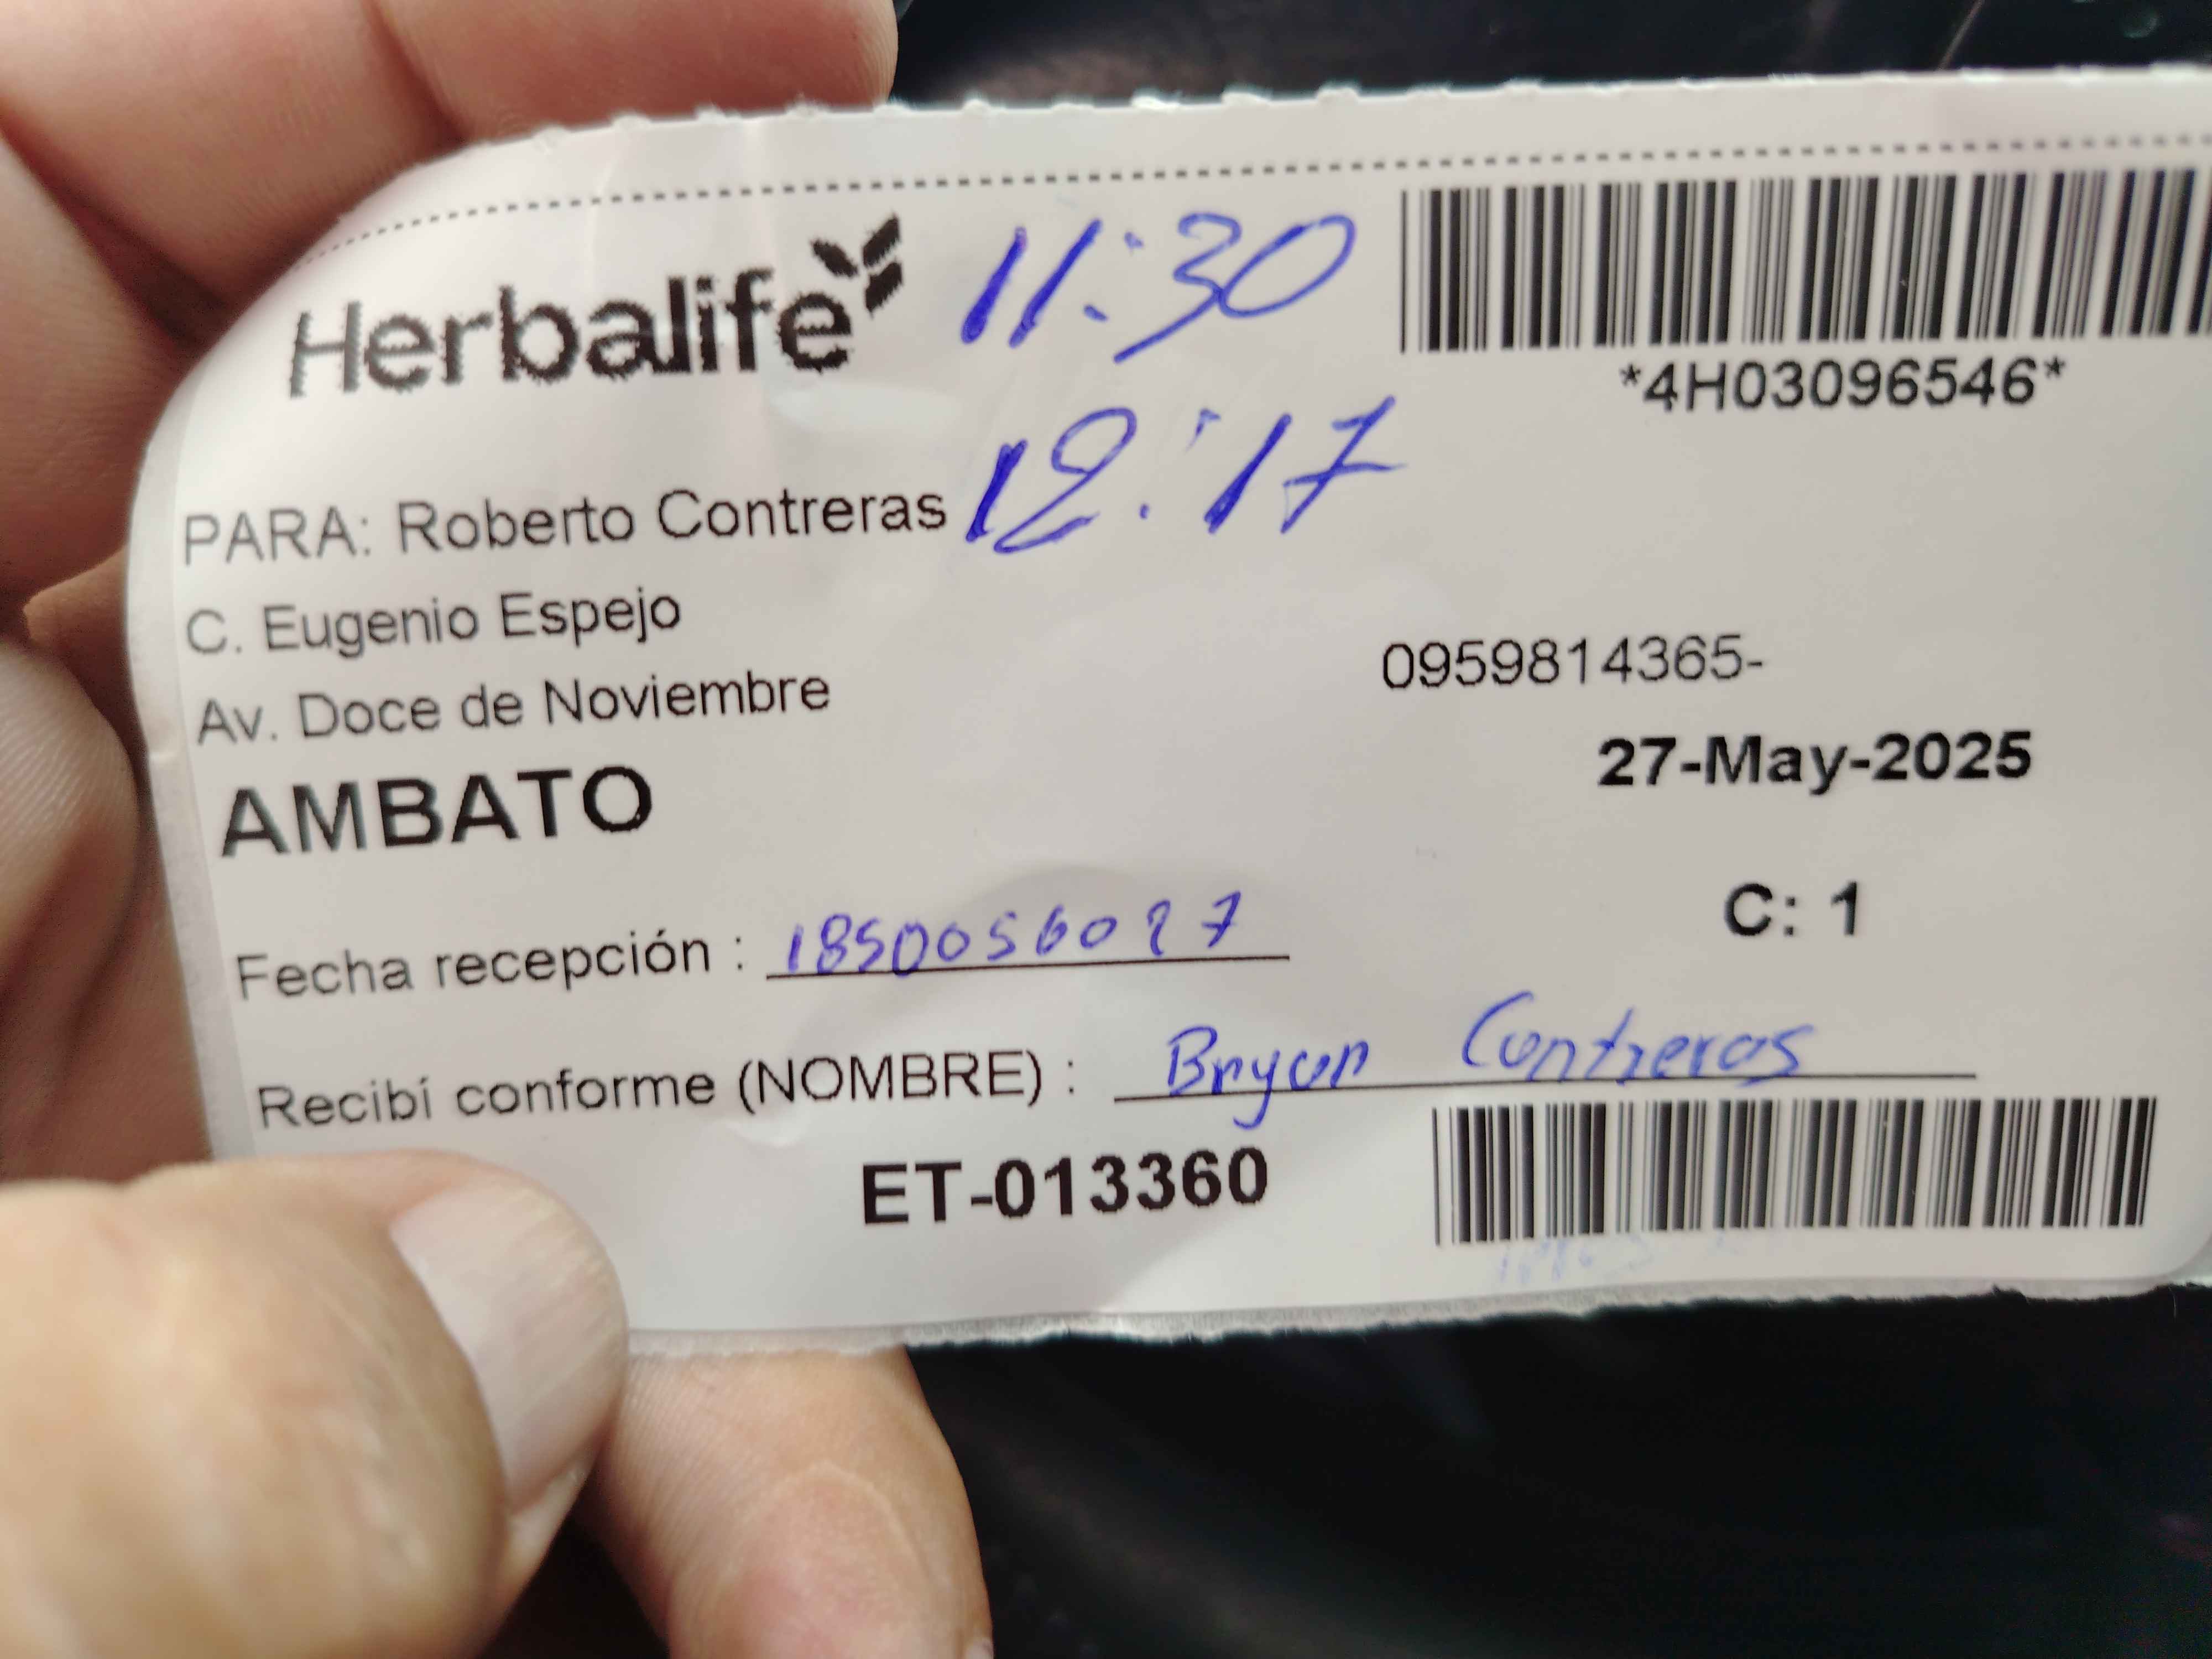 Herbalife
11:30
*4H03096546*
12:17
PARA: Roberto Contreras
C. Eugenio Espejo
0959814365-
Av. Doce de Noviembre
27-May-2025
AMBATO
C: 1
Fecha recepción : 1850056027
Recibí conforme (NOMBRE) : Bryan Contreras
ET-013360